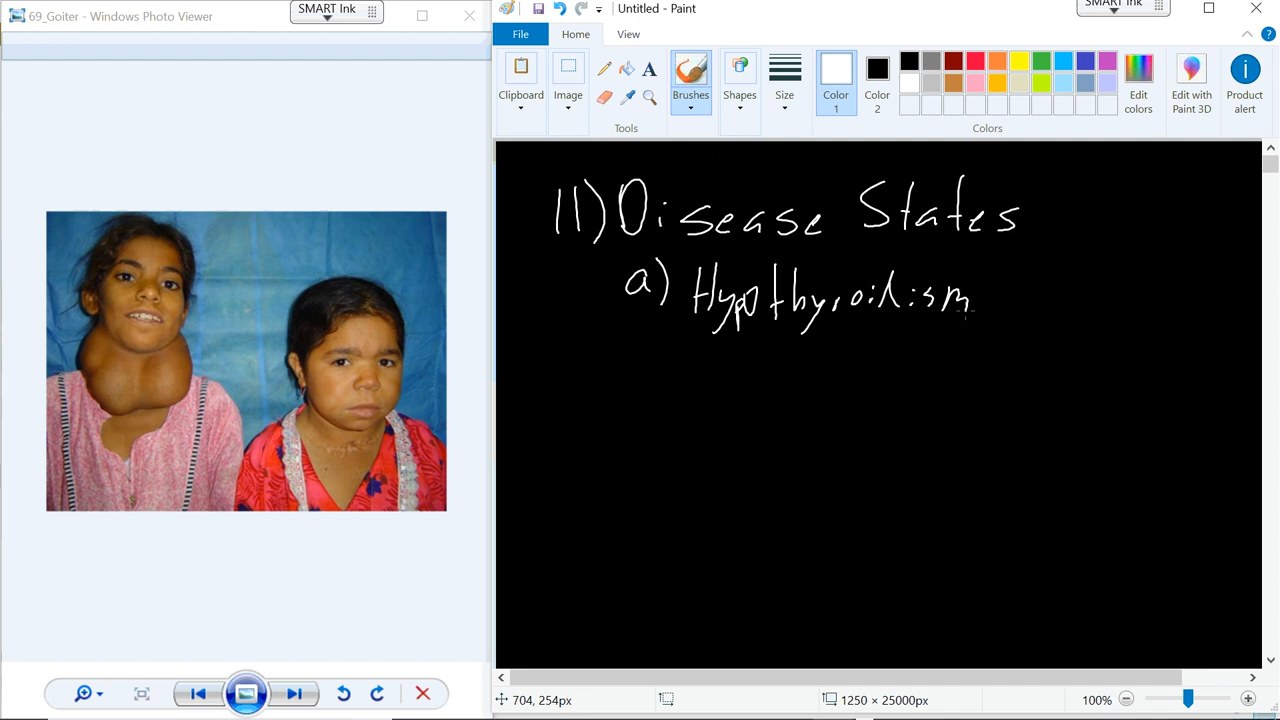 69_Goiter - Windows Photo Viewer
SMART Ink
Untitled - Paint
SMART Ink
File
Home
View
Clipboard
Image
Tools
Brushes
Shapes
Size
Color 1
Color 2
Edit colors
Colors
Edit with Paint 3D
Product alert
11) Disease States
a) Hypothyroidism
704, 254px
1250 × 25000px
100%